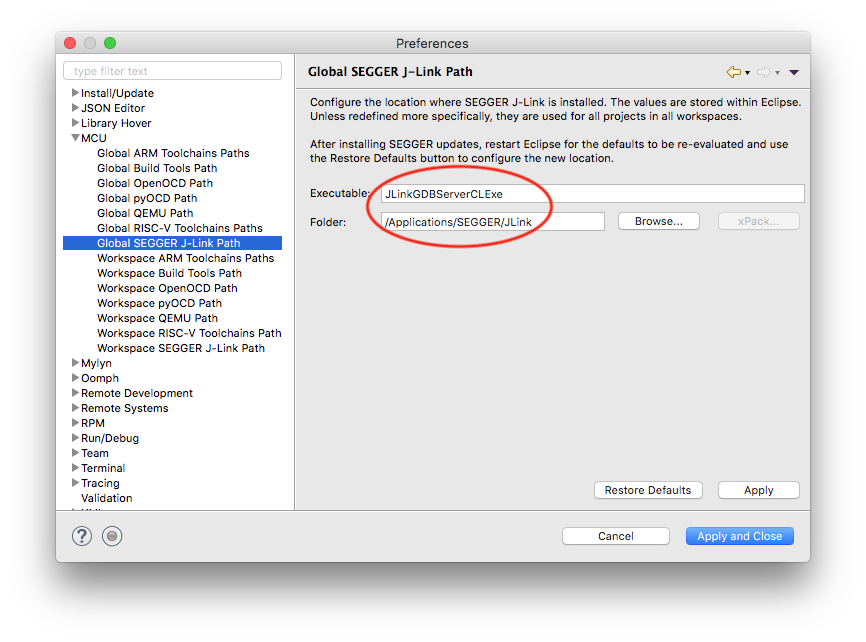 Preferences
type filter text
Install/Update
JSON Editor
Library Hover
MCU
Global ARM Toolchains Paths
Global Build Tools Path
Global OpenOCD Path
Global pyOCD Path
Global QEMU Path
Global RISC-V Toolchains Paths
Global SEGGER J-Link Path
Workspace ARM Toolchains Paths
Workspace Build Tools Path
Workspace OpenOCD Path
Workspace pyOCD Path
Workspace QEMU Path
Workspace RISC-V Toolchains Path
Workspace SEGGER J-Link Path
Mylyn
Oomph
Remote Development
Remote Systems
RPM
Run/Debug
Team
Terminal
Tracing
Validation
Global SEGGER J-Link Path
Configure the location where SEGGER J-Link is installed. The values are stored within Eclipse.
Unless redefined more specifically, they are used for all projects in all workspaces.
After installing SEGGER updates, restart Eclipse for the defaults to be re-evaluated and use
the Restore Defaults button to configure the new location.
Executable: JLinkGDBServerCLExe
Folder: /Applications/SEGGER/JLink Browse... xPack...
Restore Defaults Apply
? Cancel Apply and Close